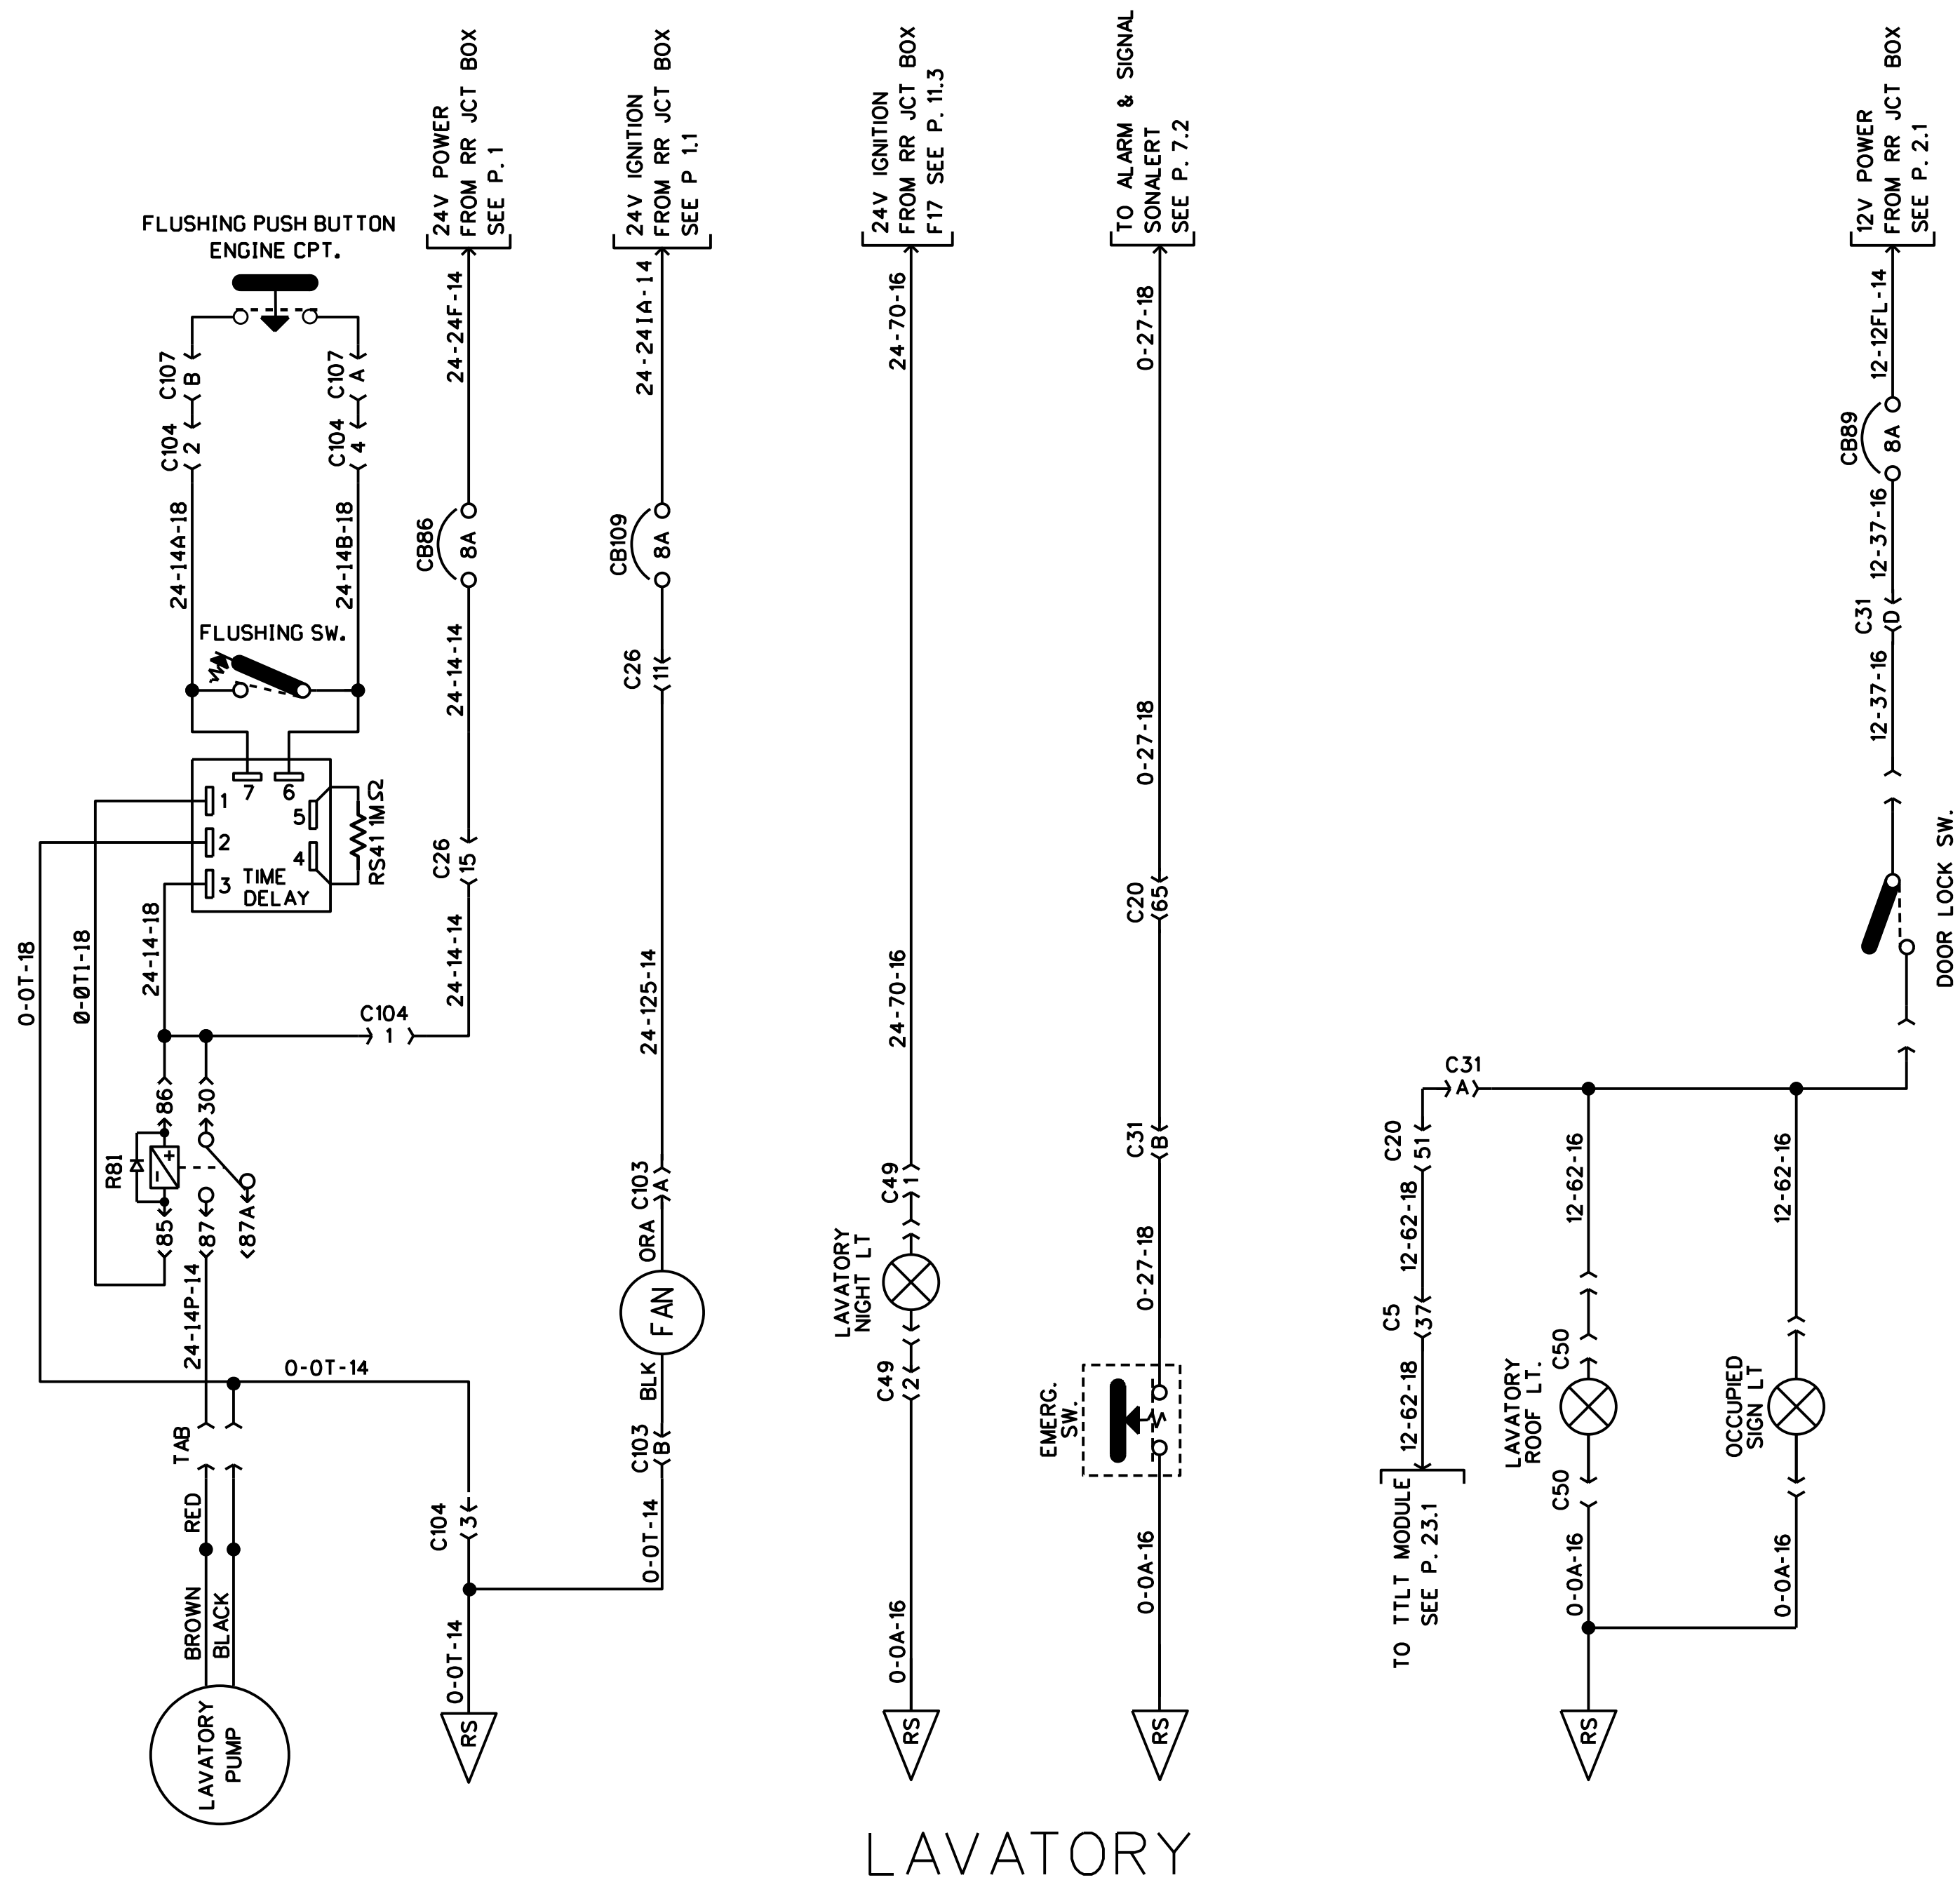 FLUSHING PUSH BUTTON
ENGINE CPT.
C107
B
C107
A
C104
2
C104
4
24-14A-18
24-14B-18
FLUSHING SW.
7
6
1
2
3
5
4
TIME
DELAY
RS41 1MΩ
0-0T-18
0-0T1-18
24-14-18
C104
1
86
30
R81
+
-
85
87
87A
24-14P-14
0-0T-14
TAB
RED
BROWN
BLACK
LAVATORY
PUMP
24V POWER
FROM RR JCT BOX
SEE P. 1
24-24F-14
CB86
8A
24-14-14
C26
15
24-14-14
C104
3
0-0T-14
RS
24V IGNITION
FROM RR JCT BOX
SEE P 1.1
24-24IA-14
CB109
8A
C26
11
24-125-14
C103
A
ORA
FAN
BLK
C103
B
0-0T-14
24V IGNITION
FROM RR JCT BOX
F17 SEE P. 11.3
24-70-16
24-70-16
C49
1
LAVATORY
NIGHT LT
C49
2
0-0A-16
RS
TO ALARM & SIGNAL
SONALERT
SEE P. 7.2
0-27-18
0-27-18
C20
65
C31
B
0-27-18
EMERG.
SW.
0-0A-16
RS
12V POWER
FROM RR JCT BOX
SEE P. 2.1
12-12FL-14
CB89
8A
12-37-16
C31
D
12-37-16
DOOR LOCK SW.
C31
A
C20
51
12-62-18
C5
37
12-62-18
TO TTLT MODULE
SEE P. 23.1
12-62-16
C50
LAVATORY
ROOF LT.
C50
0-0A-16
12-62-16
OCCUPIED
SIGN LT
0-0A-16
RS
LAVATORY